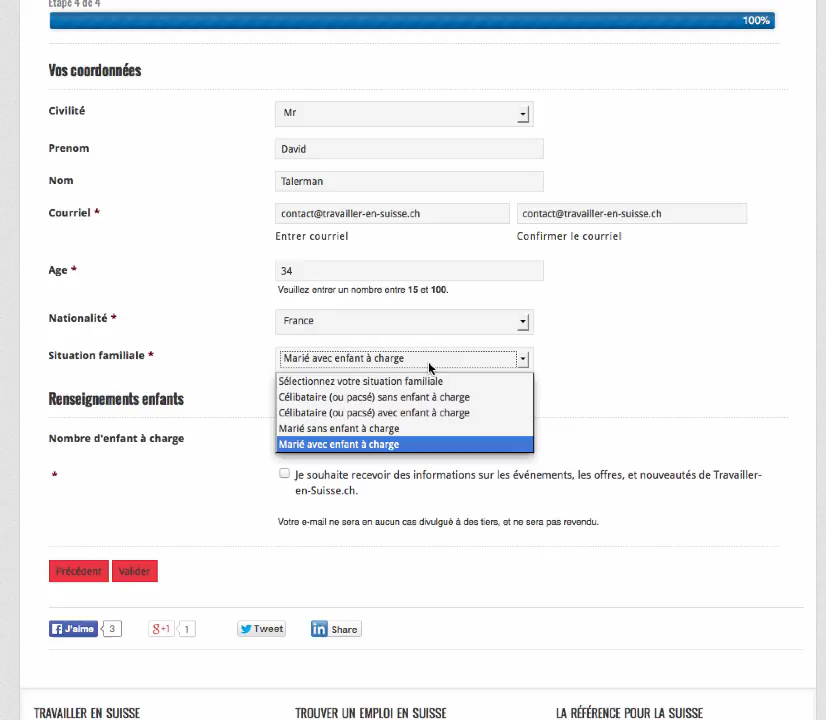 Etape 4 de 4
100%
Vos coordonnées
Civilité
Mr
Prenom
David
Nom
Talerman
Courriel *
contact@travailler-en-suisse.ch
contact@travailler-en-suisse.ch
Entrer courriel
Confirmer le courriel
Age *
34
Veuillez entrer un nombre entre 15 et 100.
Nationalité *
France
Situation familiale *
Marié avec enfant à charge
Sélectionnez votre situation familiale
Célibataire (ou pacsé) sans enfant à charge
Célibataire (ou pacsé) avec enfant à charge
Marié sans enfant à charge
Marié avec enfant à charge
Renseignements enfants
Nombre d'enfant à charge
*
Je souhaite recevoir des informations sur les événements, les offres, et nouveautés de Travailler-
en-Suisse.ch.
Votre e-mail ne sera en aucun cas divulgué à des tiers, et ne sera pas revendu.
Précédent
Valider
J'aime
3
g+1
1
Tweet
in Share
TRAVAILLER EN SUISSE
TROUVER UN EMPLOI EN SUISSE
LA RÉFÉRENCE POUR LA SUISSE